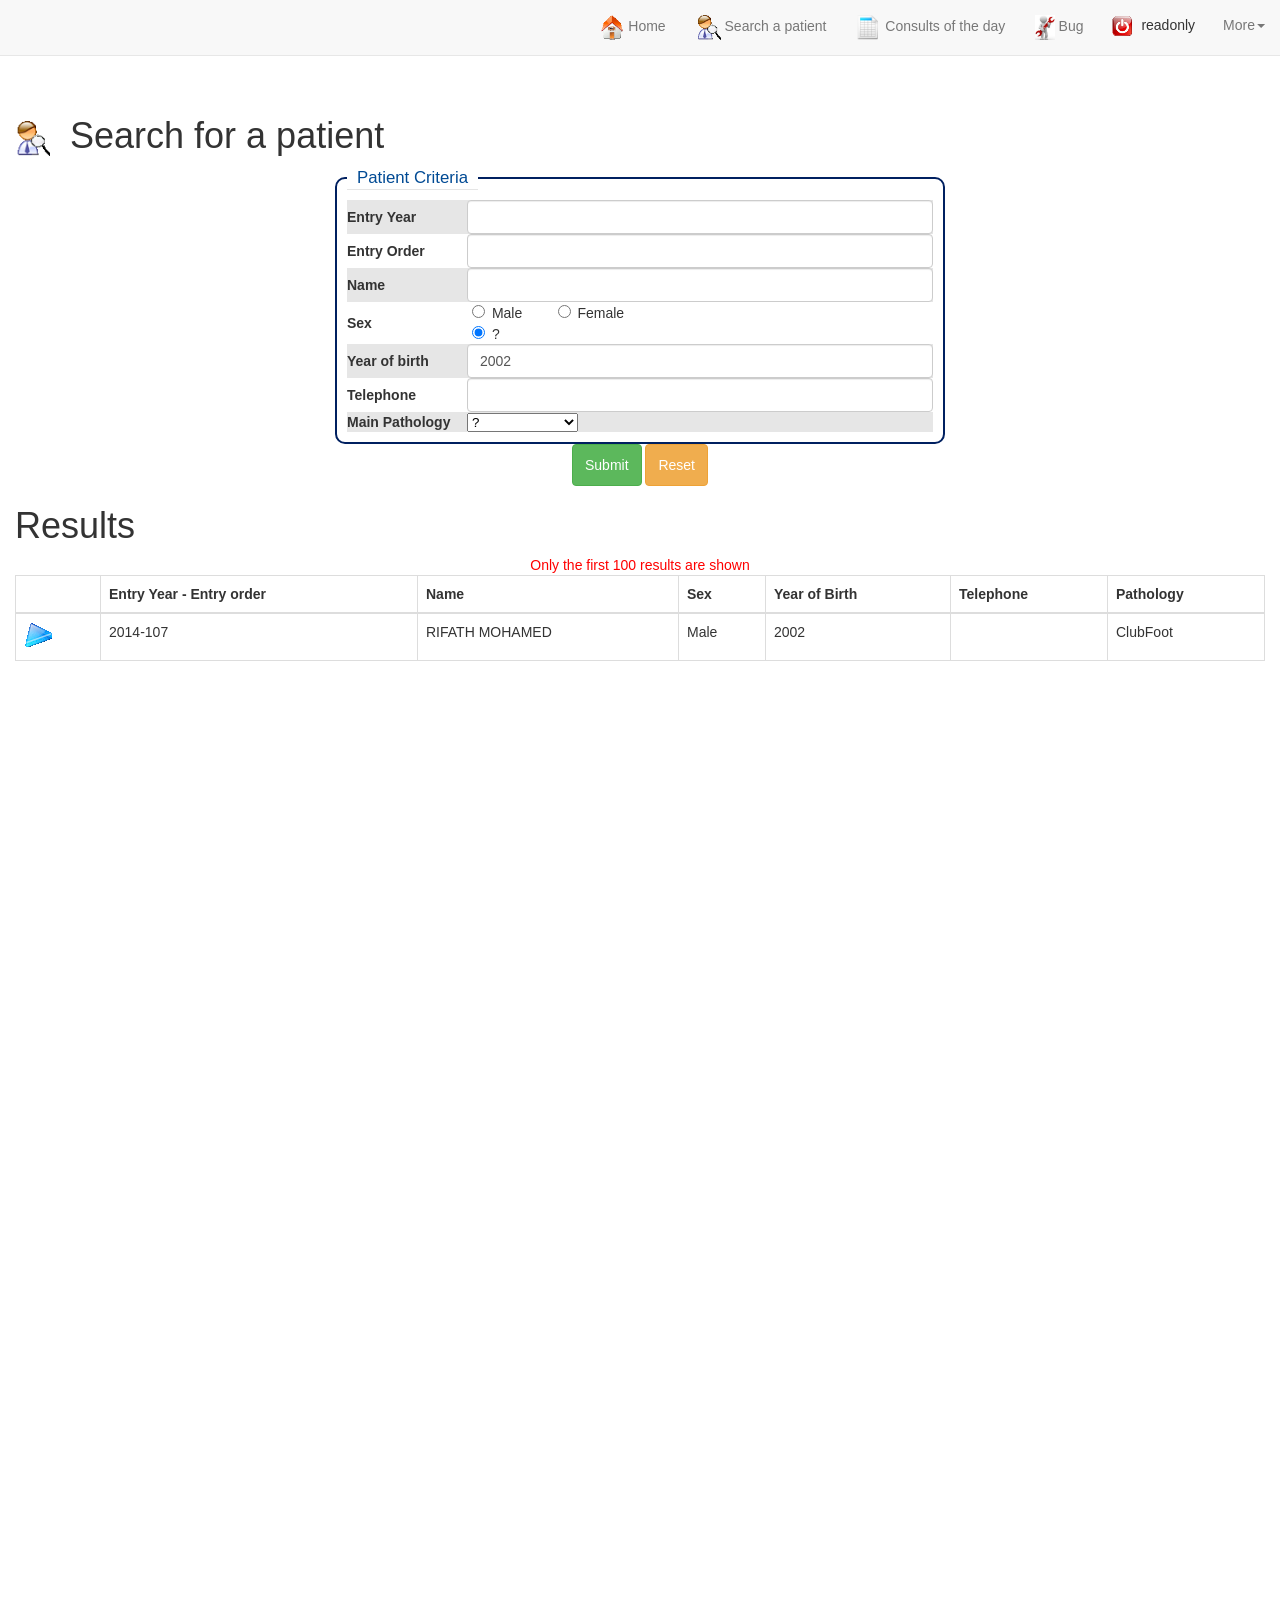 Home Search a patient Consults of the day Bug readonly More
Search for a patient
Patient Criteria
Entry Year
Entry Order
Name
Sex Male Female
?
Year of birth 2002
Telephone
Main Pathology ?
Submit Reset
Results
Only the first 100 results are shown
Entry Year - Entry order Name Sex Year of Birth Telephone Pathology
2014-107 RIFATH MOHAMED Male 2002 ClubFoot